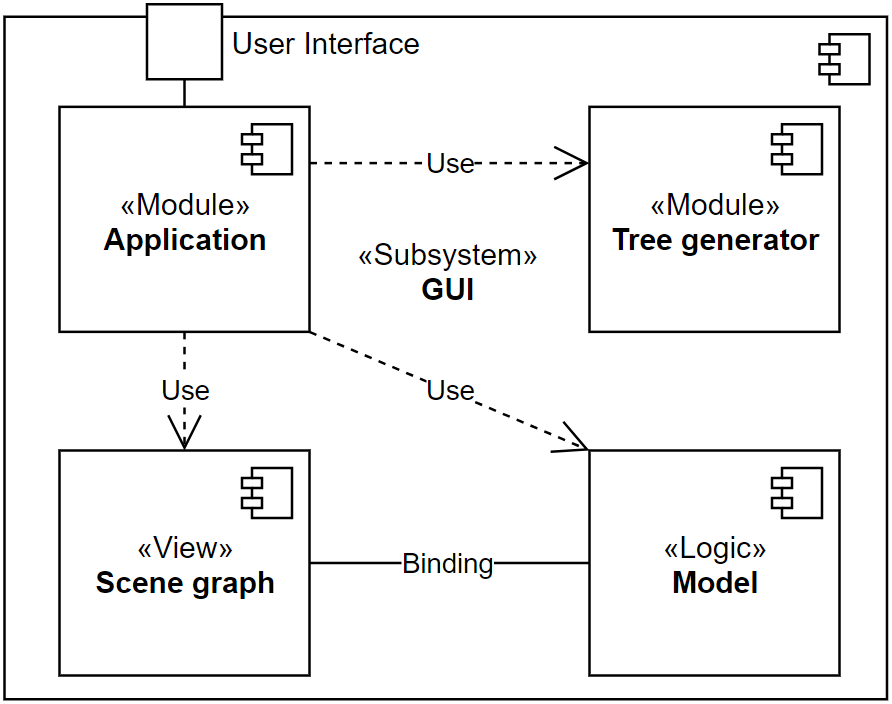 User Interface
«Module»
Application
Use
«Module»
Tree generator
«Subsystem»
GUI
Use
Use
«View»
Scene graph
Binding
«Logic»
Model